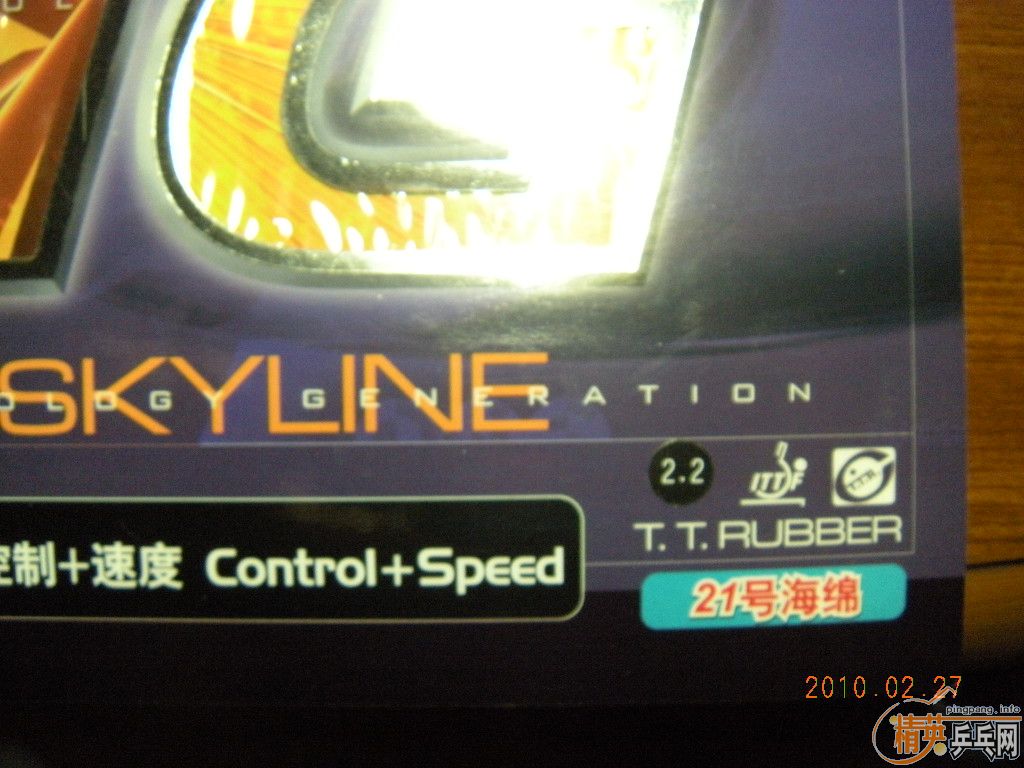 SKYLINE
OLOGY GENERATION
2.2 ITTF
T. T. RUBBER
控制+速度 Control+Speed
21号海绵
2010.02.27
pingpang.info
精英乒乓网